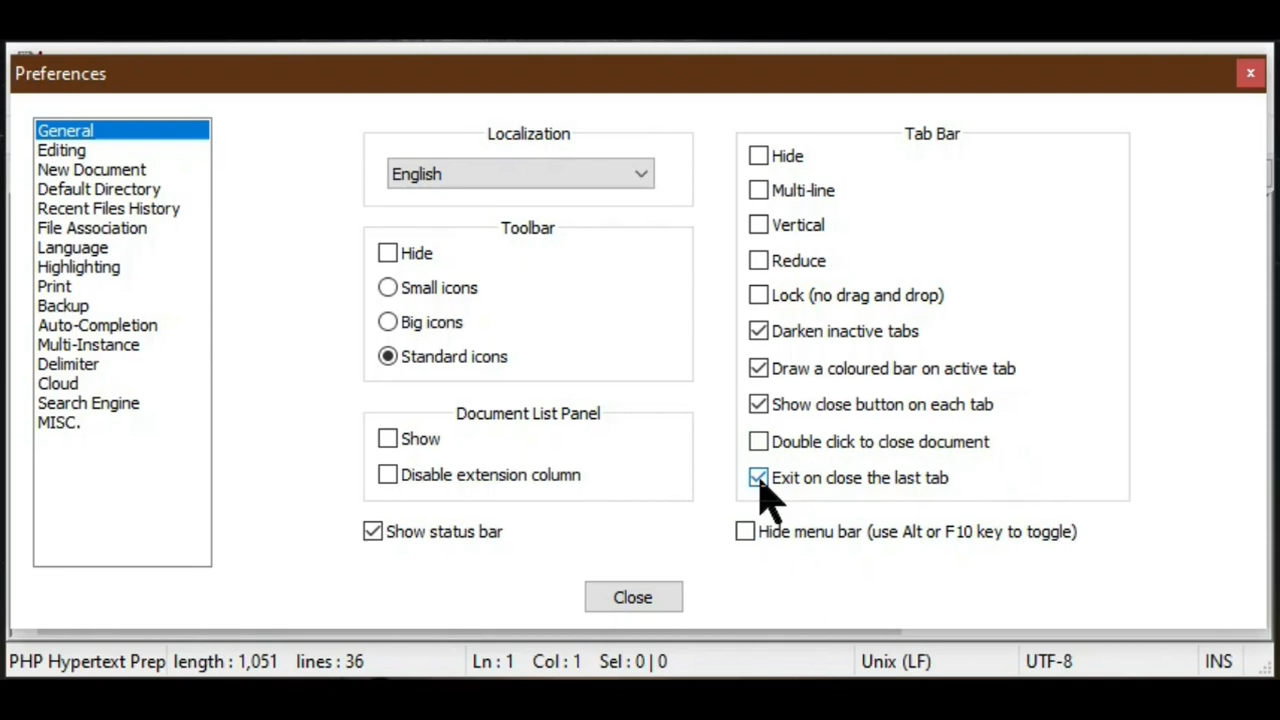 Preferences
x
General
Editing
New Document
Default Directory
Recent Files History
File Association
Language
Highlighting
Print
Backup
Auto-Completion
Multi-Instance
Delimiter
Cloud
Search Engine
MISC.
Localization
English
Toolbar
Hide
Small icons
Big icons
Standard icons
Document List Panel
Show
Disable extension column
Show status bar
Tab Bar
Hide
Multi-line
Vertical
Reduce
Lock (no drag and drop)
Darken inactive tabs
Draw a coloured bar on active tab
Show close button on each tab
Double click to close document
Exit on close the last tab
Hide menu bar (use Alt or F10 key to toggle)
Close
PHP Hypertext Prep length : 1,051 lines : 36 Ln : 1 Col : 1 Sel : 0 | 0 Unix (LF) UTF-8 INS